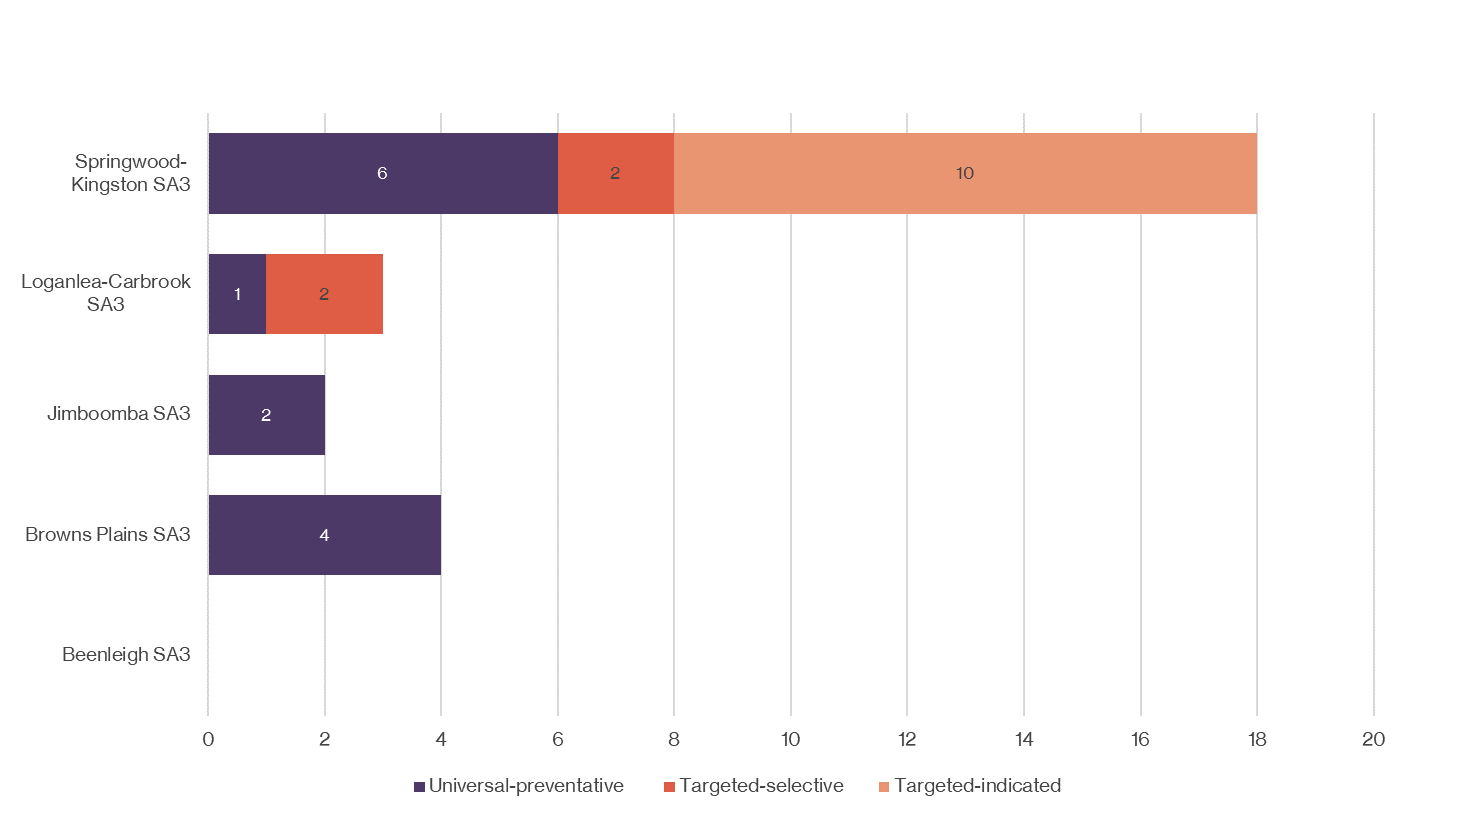 Springwood-
Kingston SA3
6
2
10
Loganlea-Carbrook
SA3
1
2
Jimboomba SA3
2
Browns Plains SA3
4
Beenleigh SA3
0
2
4
6
8
10
12
14
16
18
20
Universal-preventative
Targeted-selective
Targeted-indicated